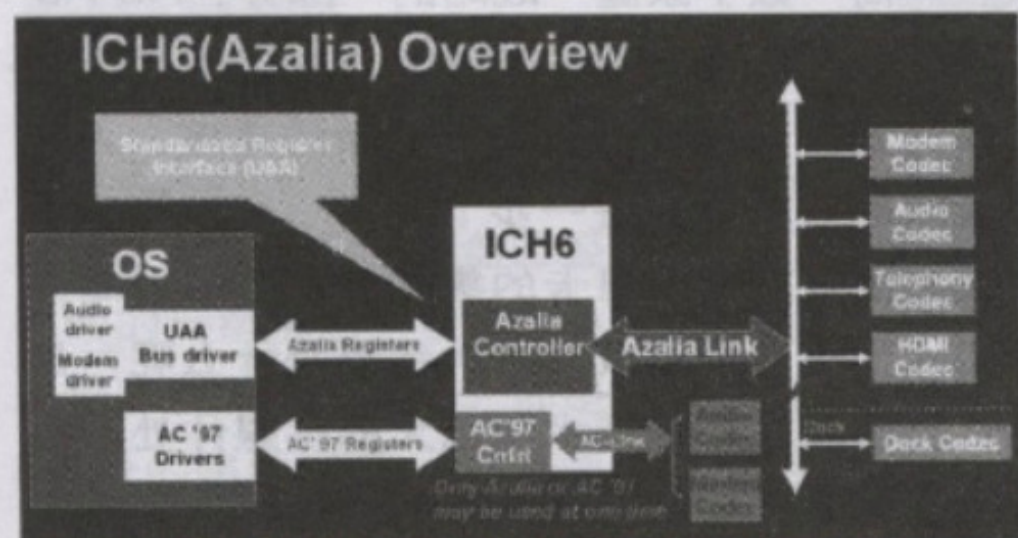 ICH6(Azalia) Overview
Standardized Register
Interface (UAA)
OS
Audio
driver
Modem
driver
UAA
Bus driver
AC '97
Drivers
Azalia Registers
AC' 97 Registers
ICH6
Azalia
Controller
AC'97
Cntrl
Azalia Link
AC-Link
Only Azalia or AC '97
may be used at one time
Audio
Codec
Modem
Codec
Modem
Codec
Audio
Codec
Telephony
Codec
HDMI
Codec
Dock
Dock Codec